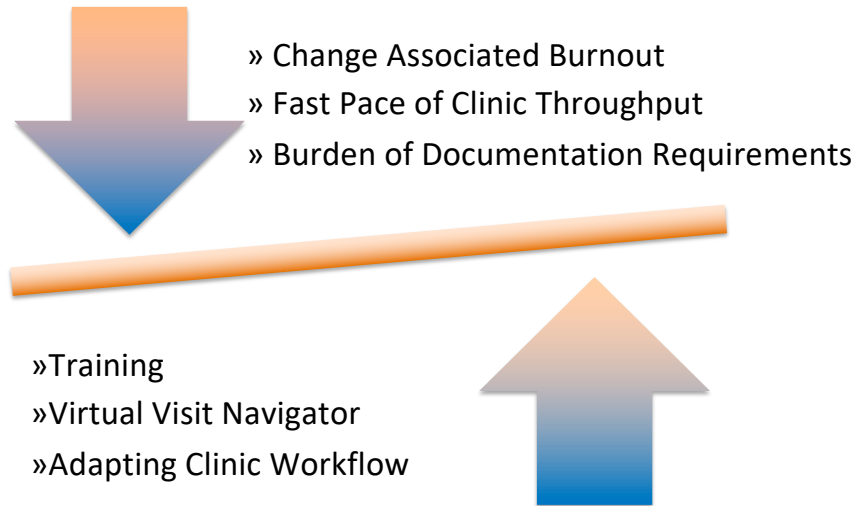 » Change Associated Burnout
» Fast Pace of Clinic Throughput
» Burden of Documentation Requirements
»Training
»Virtual Visit Navigator
»Adapting Clinic Workflow